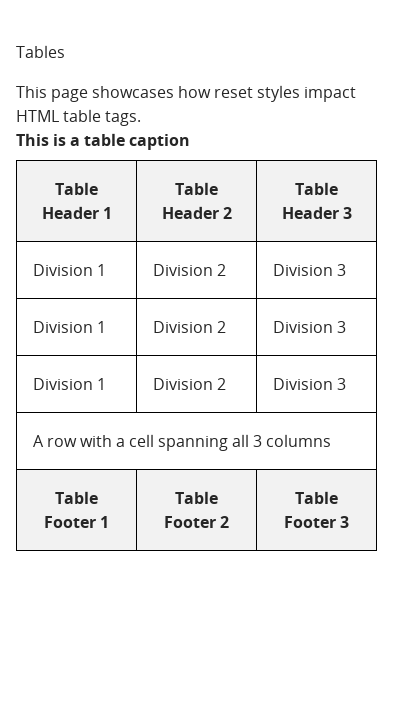 Tables
This page showcases how reset styles impact
HTML table tags.
This is a table caption
Table Header 1 Table Header 2 Table Header 3
Division 1 Division 2 Division 3
Division 1 Division 2 Division 3
Division 1 Division 2 Division 3
A row with a cell spanning all 3 columns
Table Footer 1 Table Footer 2 Table Footer 3